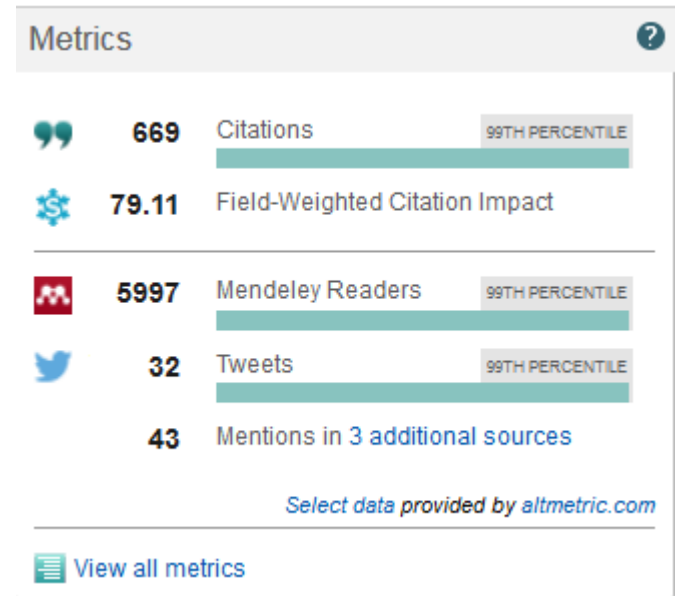 Metrics ?
669 Citations 99TH PERCENTILE
79.11 Field-Weighted Citation Impact
5997 Mendeley Readers 99TH PERCENTILE
32 Tweets 99TH PERCENTILE
43 Mentions in 3 additional sources
Select data provided by altmetric.com
View all metrics